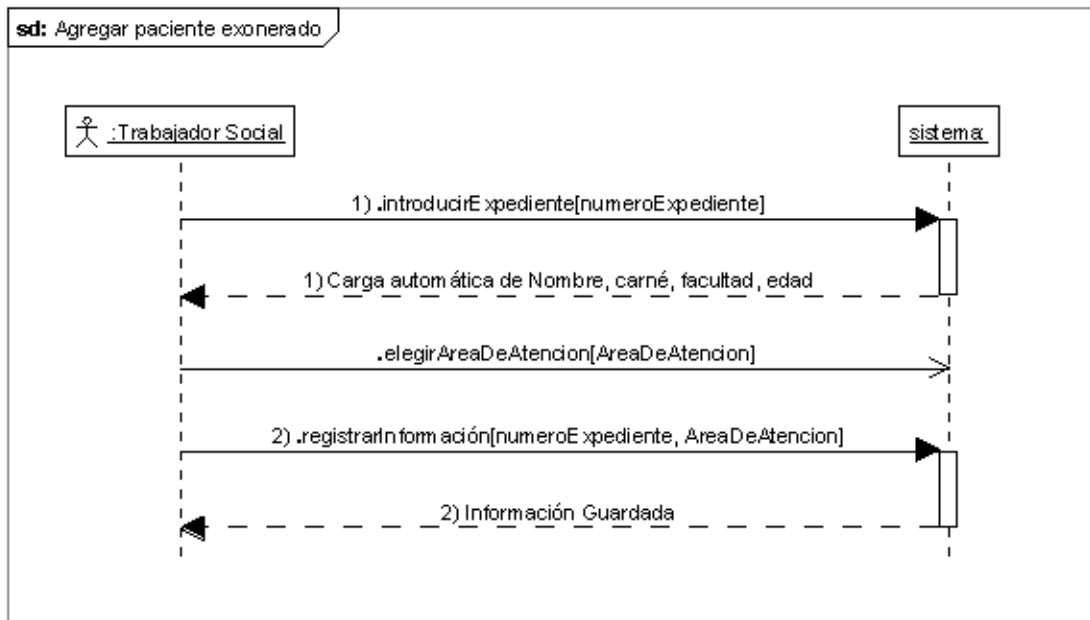 sd: Agregar paciente exonerado
:Trabajador Social
sistema:
1) .introducirExpediente[numeroExpediente]
1) Carga automática de Nombre, carné, facultad, edad
.elegirAreaDeAtencion[AreaDeAtencion]
2) .registrarInformación[numeroExpediente, AreaDeAtencion]
2) Información Guardada